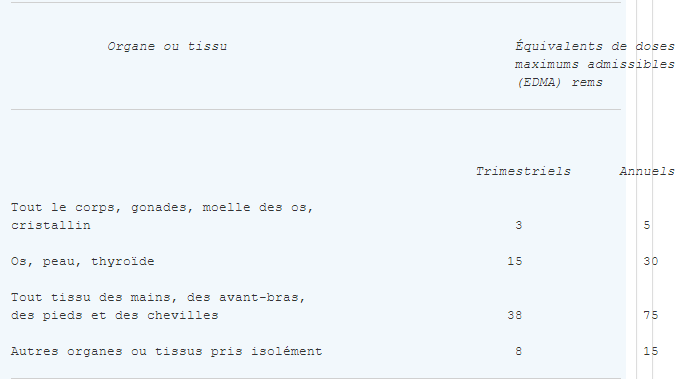 Organe ou tissu Équivalents de doses
maximums admissibles
(EDMA) rems
Trimestriels Annuels
Tout le corps, gonades, moelle des os,
cristallin 3 5
Os, peau, thyroïde 15 30
Tout tissu des mains, des avant-bras,
des pieds et des chevilles 38 75
Autres organes ou tissus pris isolément 8 15